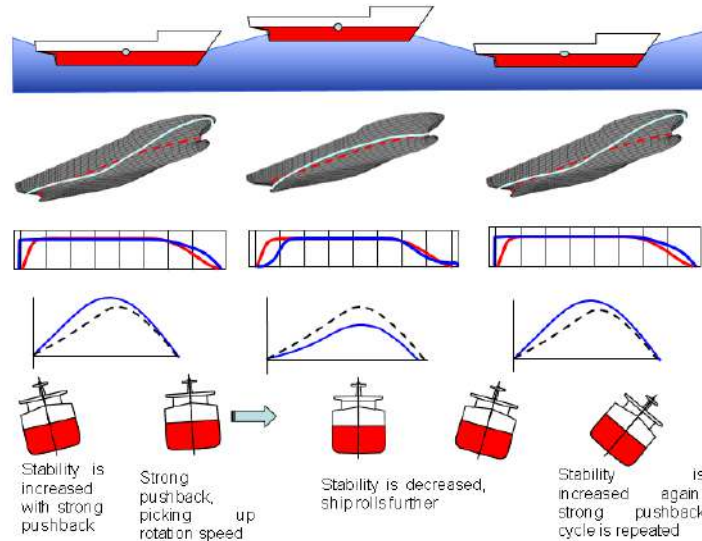 Stability is
increased
with strong
pushback
Strong
pushback,
picking up
rotation speed
Stability is decreased,
ship rolls further
Stability is
increased again
strong pushback
cycle is repeated